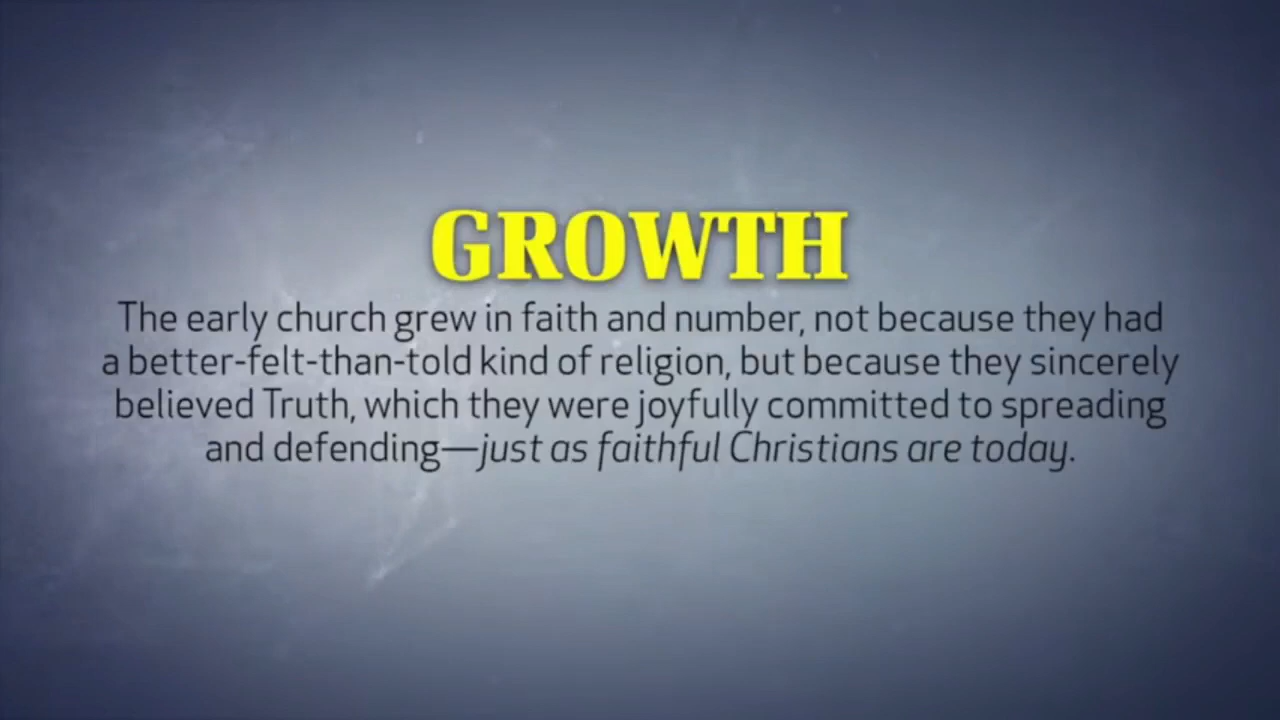 GROWTH
The early church grew in faith and number, not because they had
a better-felt-than-told kind of religion, but because they sincerely
believed Truth, which they were joyfully committed to spreading
and defending—just as faithful Christians are today.